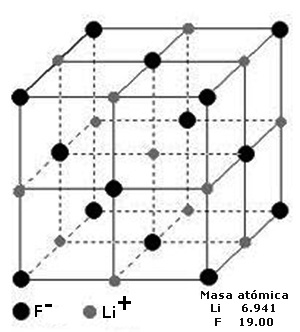 F- Li+
Masa atómica
Li 6.941
F 19.00